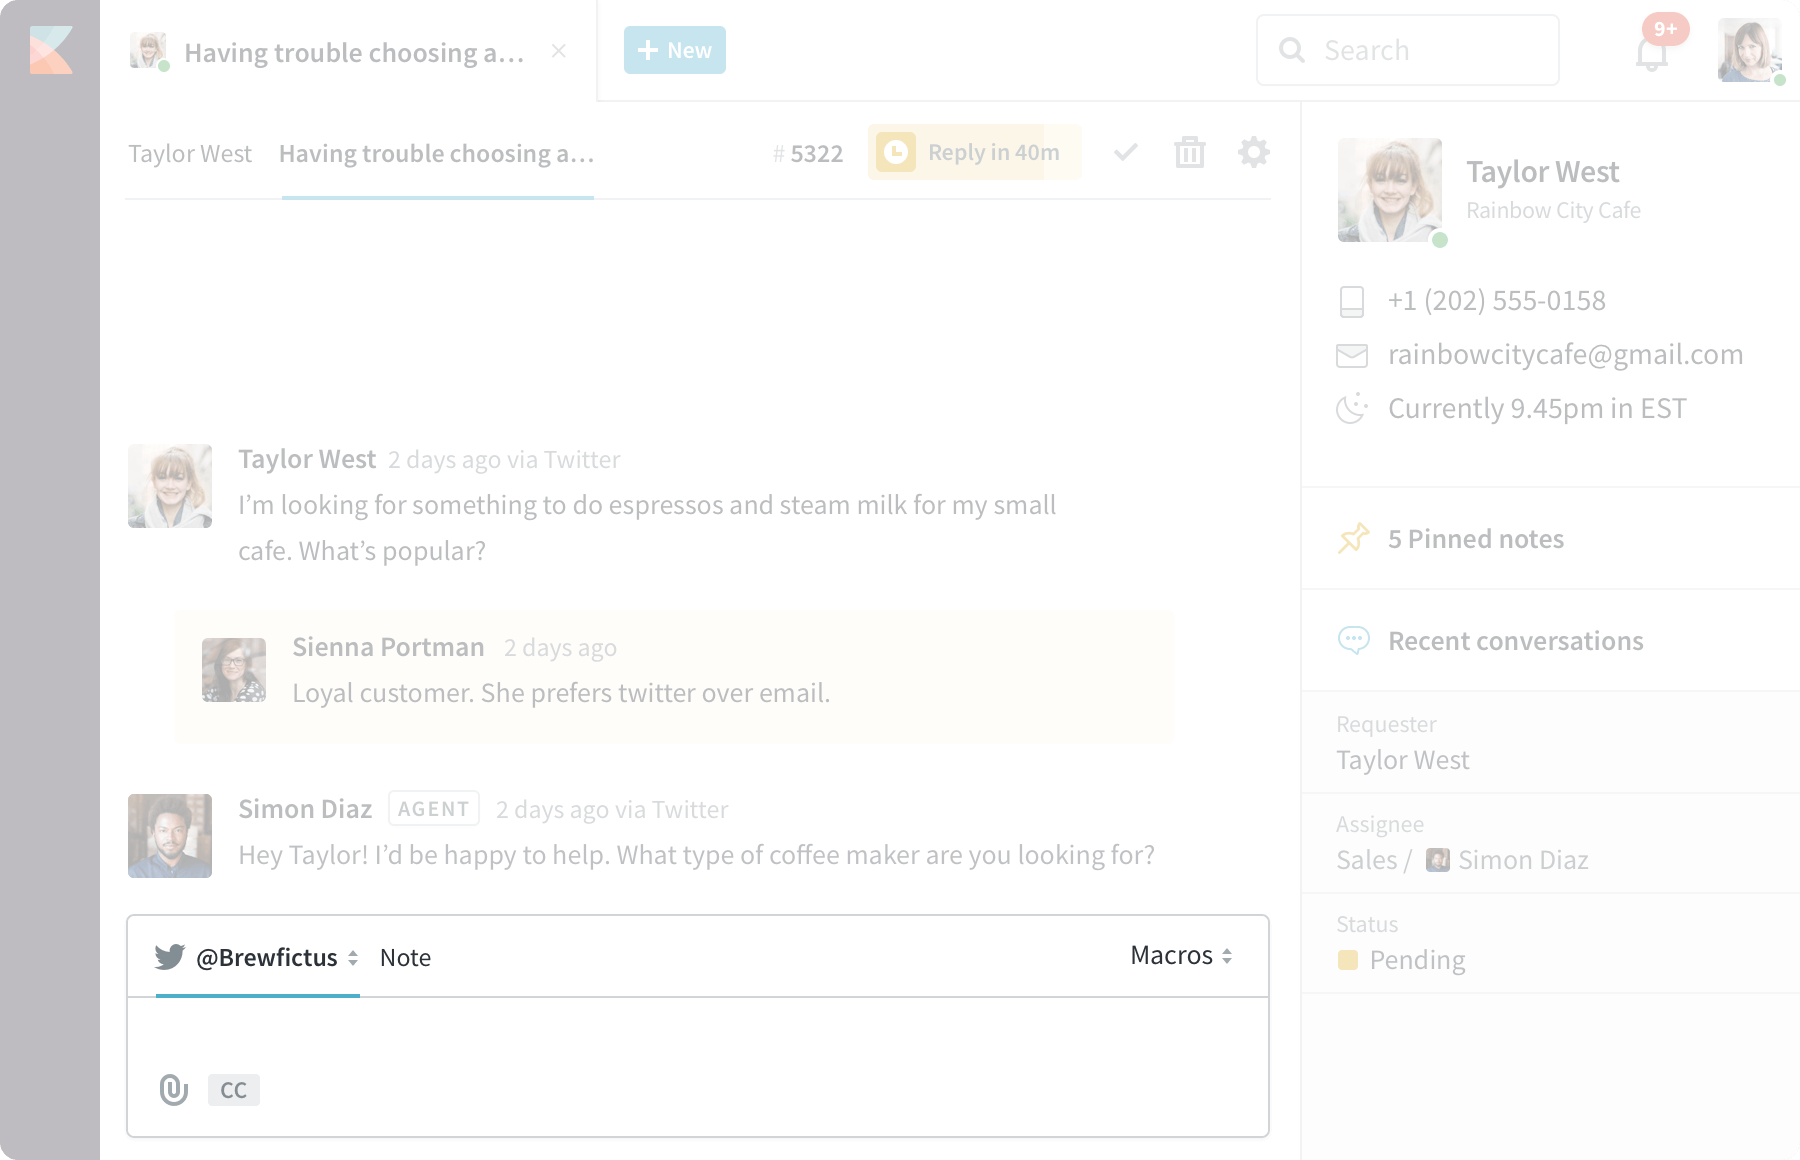 Having trouble choosing a...
New
Search
9+
Taylor West
Having trouble choosing a...
# 5322
Reply in 40m
Taylor West
Rainbow City Cafe
+1 (202) 555-0158
rainbowcitycafe@gmail.com
Currently 9.45pm in EST
Taylor West 2 days ago via Twitter
I’m looking for something to do espressos and steam milk for my small
cafe. What’s popular?
Sienna Portman 2 days ago
Loyal customer. She prefers twitter over email.
Simon Diaz AGENT 2 days ago via Twitter
Hey Taylor! I’d be happy to help. What type of coffee maker are you looking for?
@Brewfictus Note Macros
CC
5 Pinned notes
Recent conversations
Requester
Taylor West
Assignee
Sales / Simon Diaz
Status
Pending